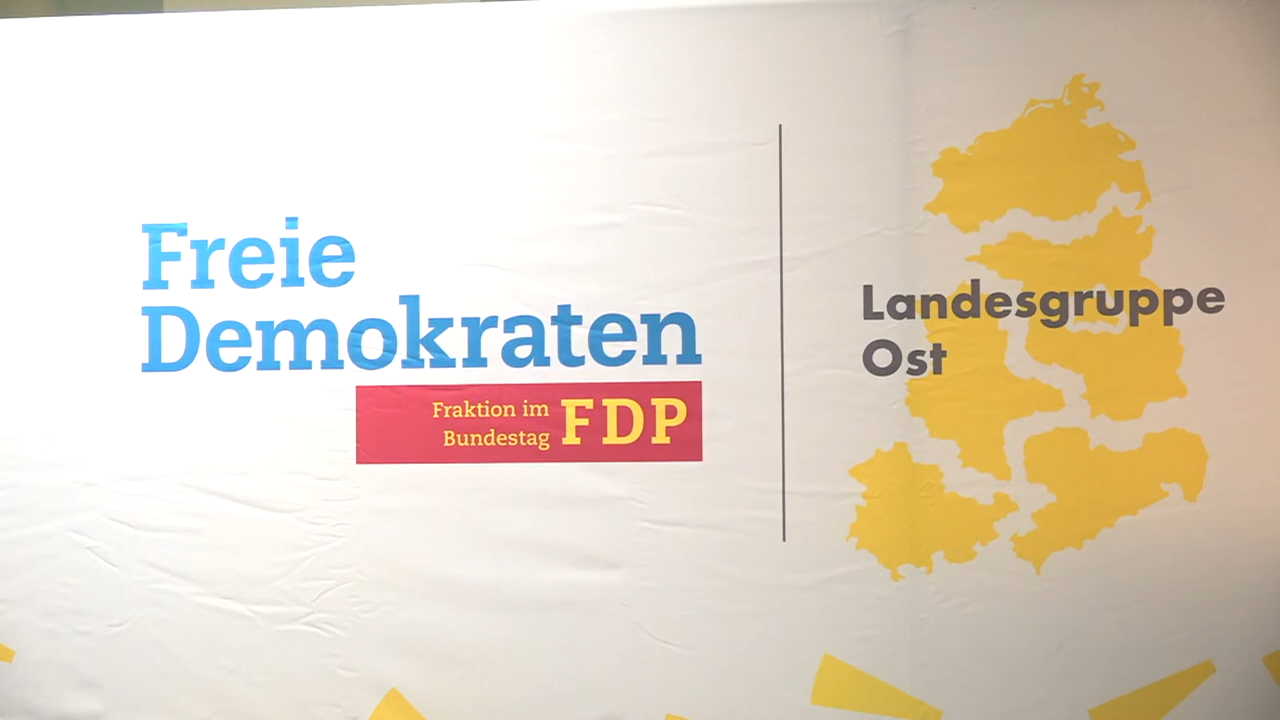 Freie
Demokraten
Fraktion im
Bundestag
FDP
Landesgruppe
Ost